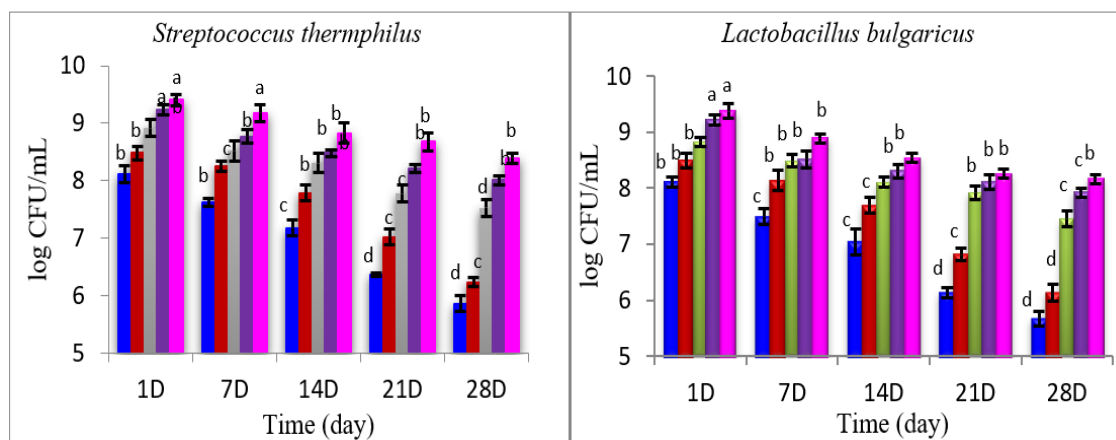 Streptococcus thermphilus
log CFU/mL
10
9
8
7
6
5
b b a b a
b b c b a
c b b b b
d c c b b
d c d b b
1D 7D 14D 21D 28D
Time (day)
Lactobacillus bulgaricus
log CFU/mL
10
9
8
7
6
5
b b b a a
c b b b b
c c b b b
d c b b b
d d c c b
1D 7D 14D 21D 28D
Time (day)